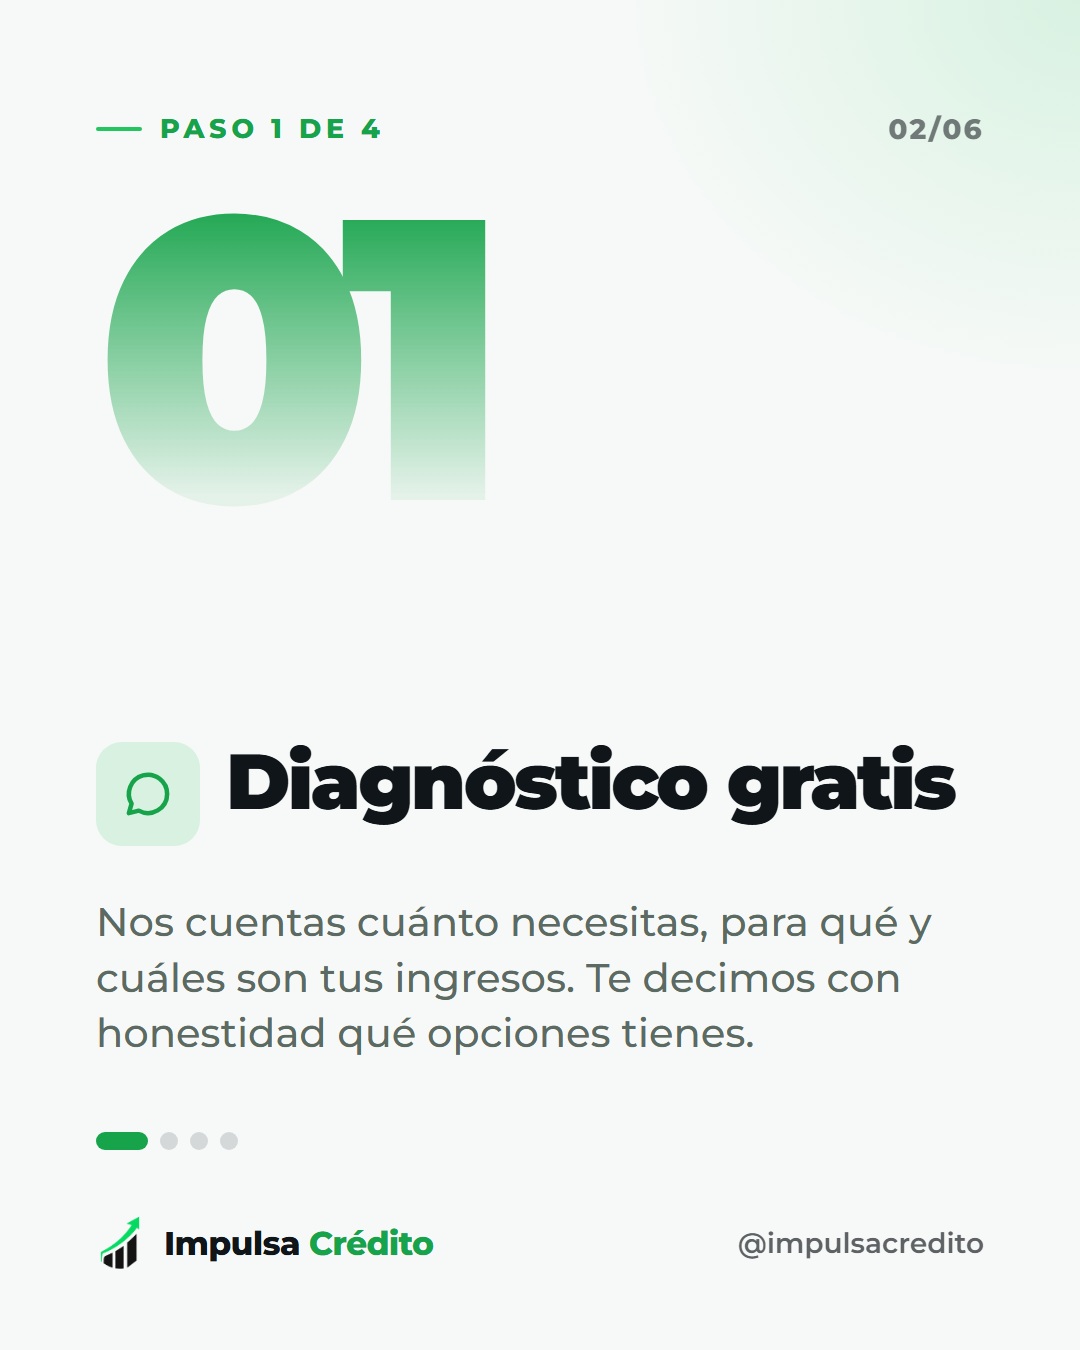 PASO 1 DE 4
02/06
01
Diagnóstico gratis
Nos cuentas cuánto necesitas, para qué y
cuáles son tus ingresos. Te decimos con
honestidad qué opciones tienes.
Impulsa Crédito
@impulsacredito